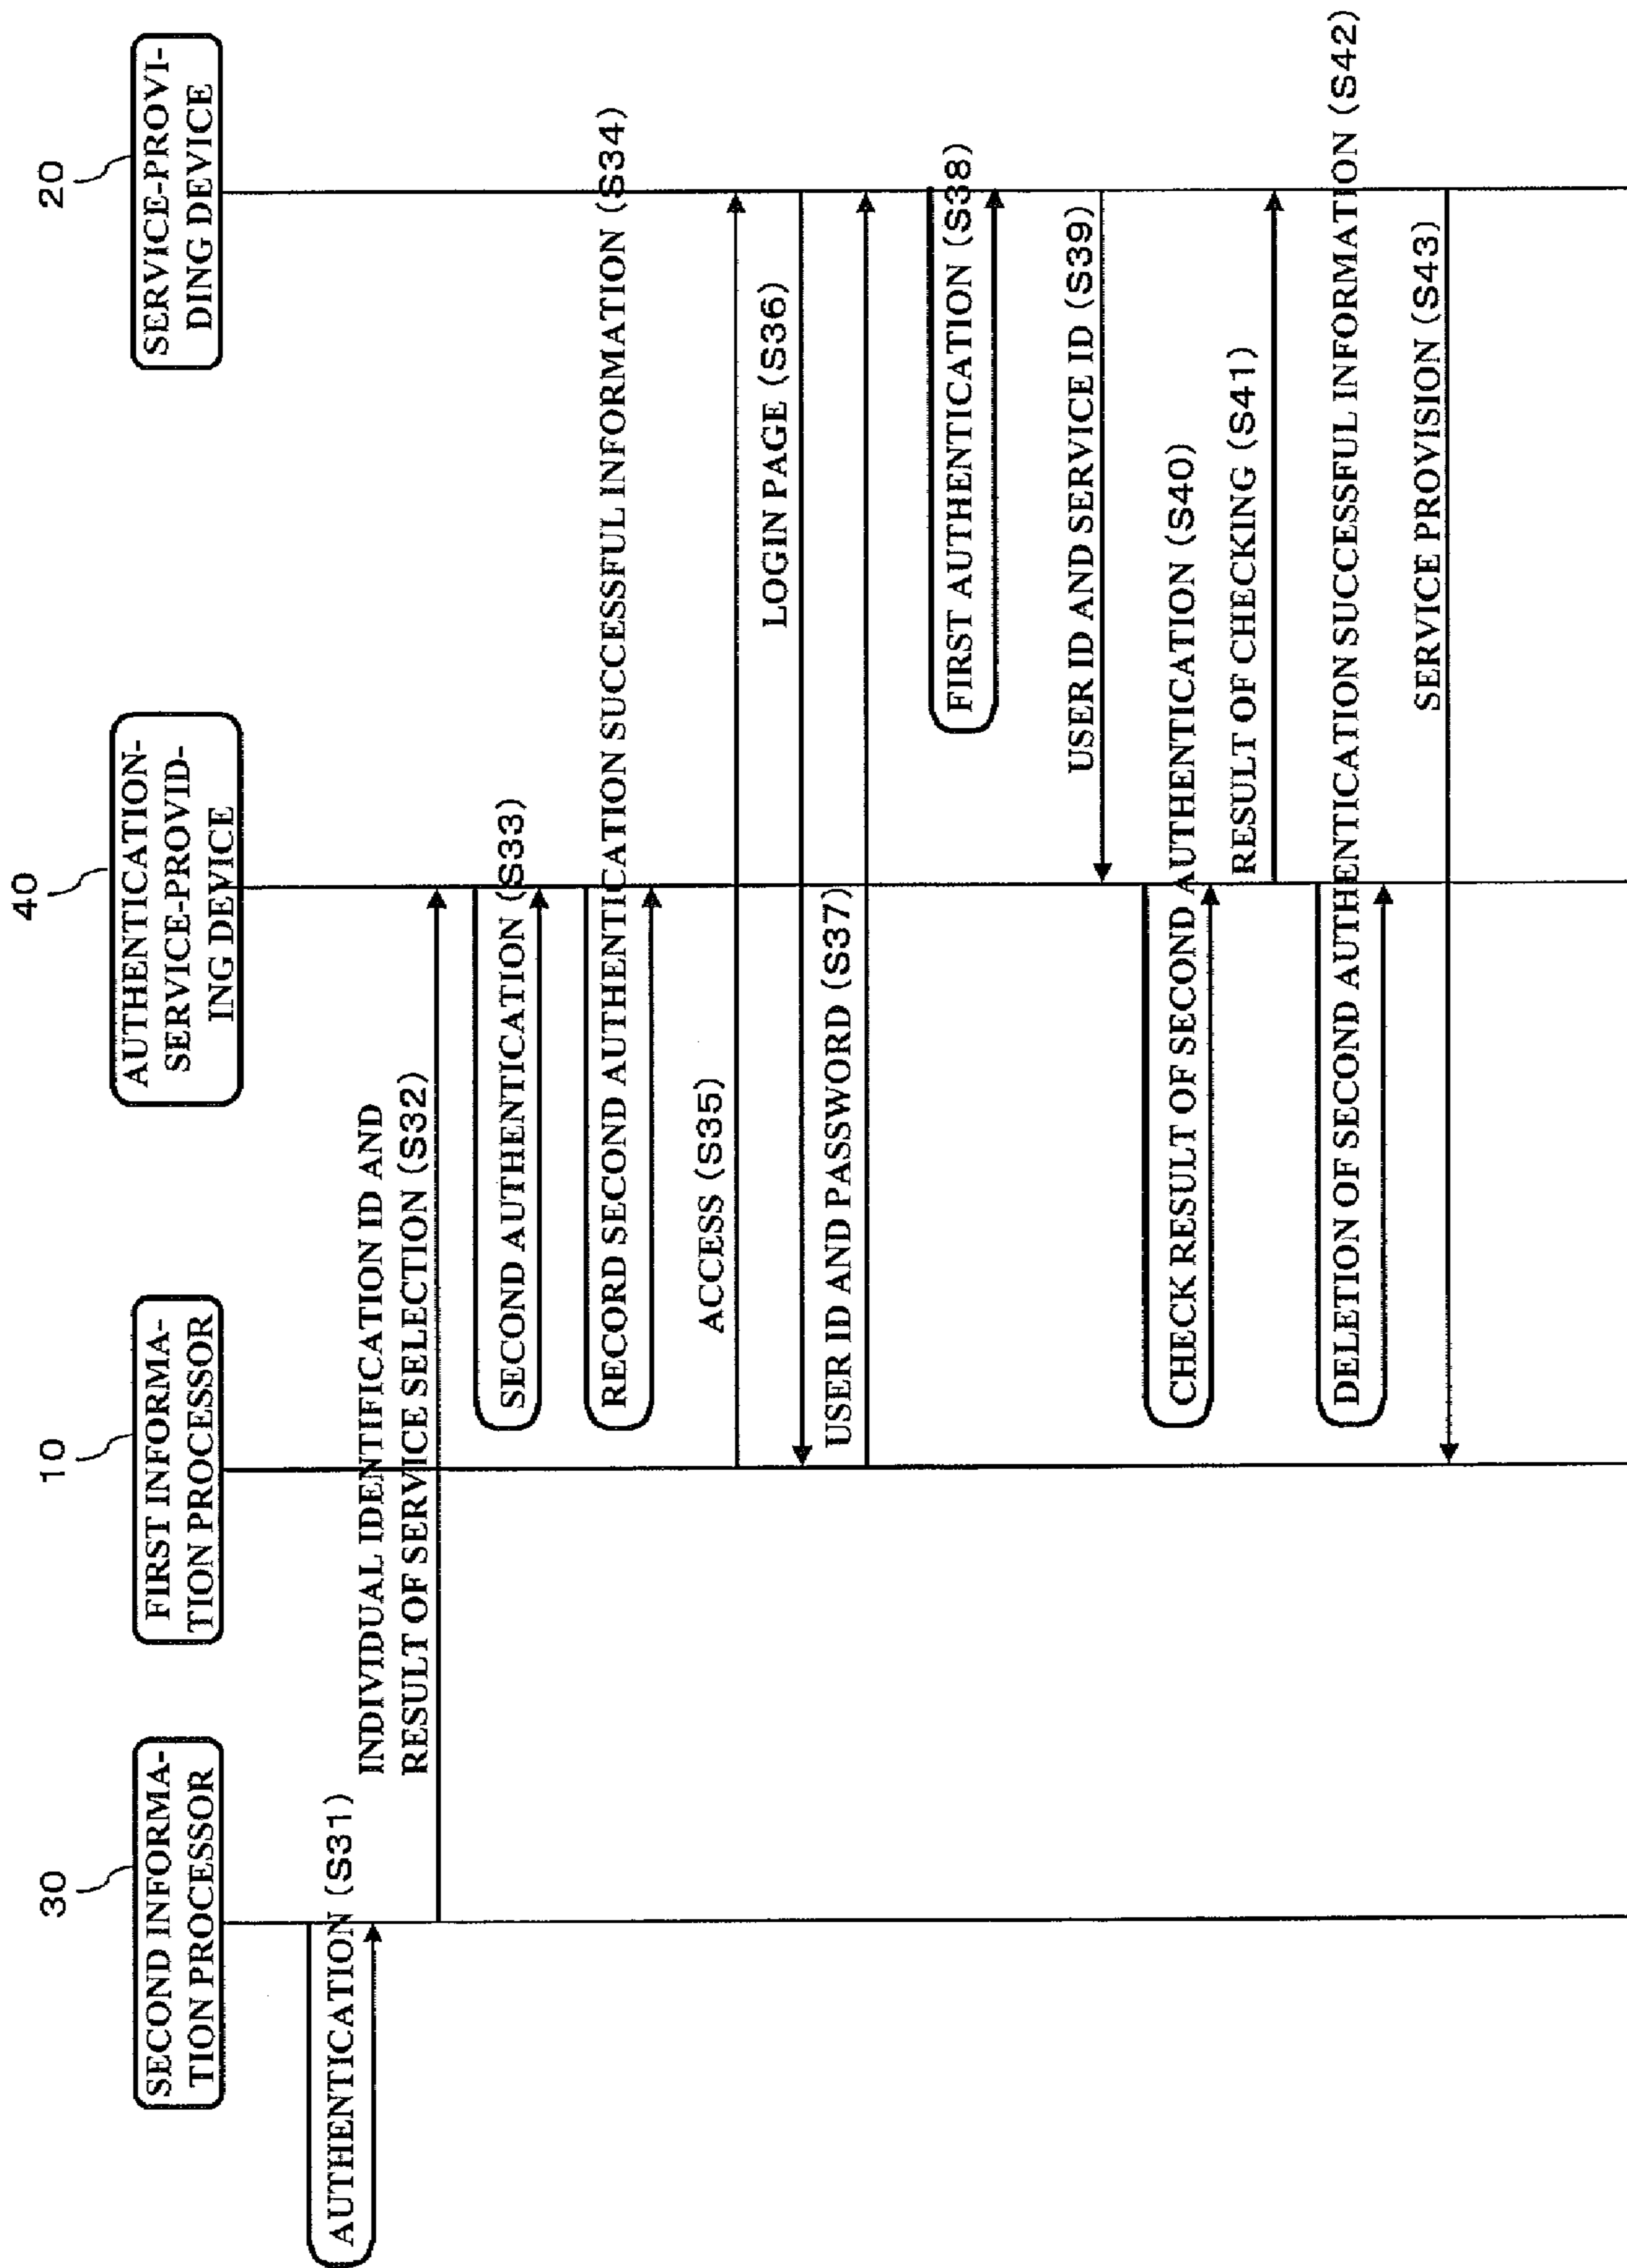 30
SECOND INFORMA-
TION PROCESSOR
10
FIRST INFORMA-
TION PROCESSOR
40
AUTHENTICATION-
SERVICE-PROVID-
ING DEVICE
20
SERVICE-PROVI-
DING DEVICE
AUTHENTICATION (S31)
INDIVIDUAL IDENTIFICATION ID AND
RESULT OF SERVICE SELECTION (S32)
SECOND AUTHENTICATION (S33)
RECORD SECOND AUTHENTICATION SUCCESSFUL INFORMATION (S34)
ACCESS (S35)
LOGIN PAGE (S36)
USER ID AND PASSWORD (S37)
FIRST AUTHENTICATION (S38)
USER ID AND SERVICE ID (S39)
CHECK RESULT OF SECOND AUTHENTICATION (S40)
RESULT OF CHECKING (S41)
DELETION OF SECOND AUTHENTICATION SUCCESSFUL INFORMATION (S42)
SERVICE PROVISION (S43)